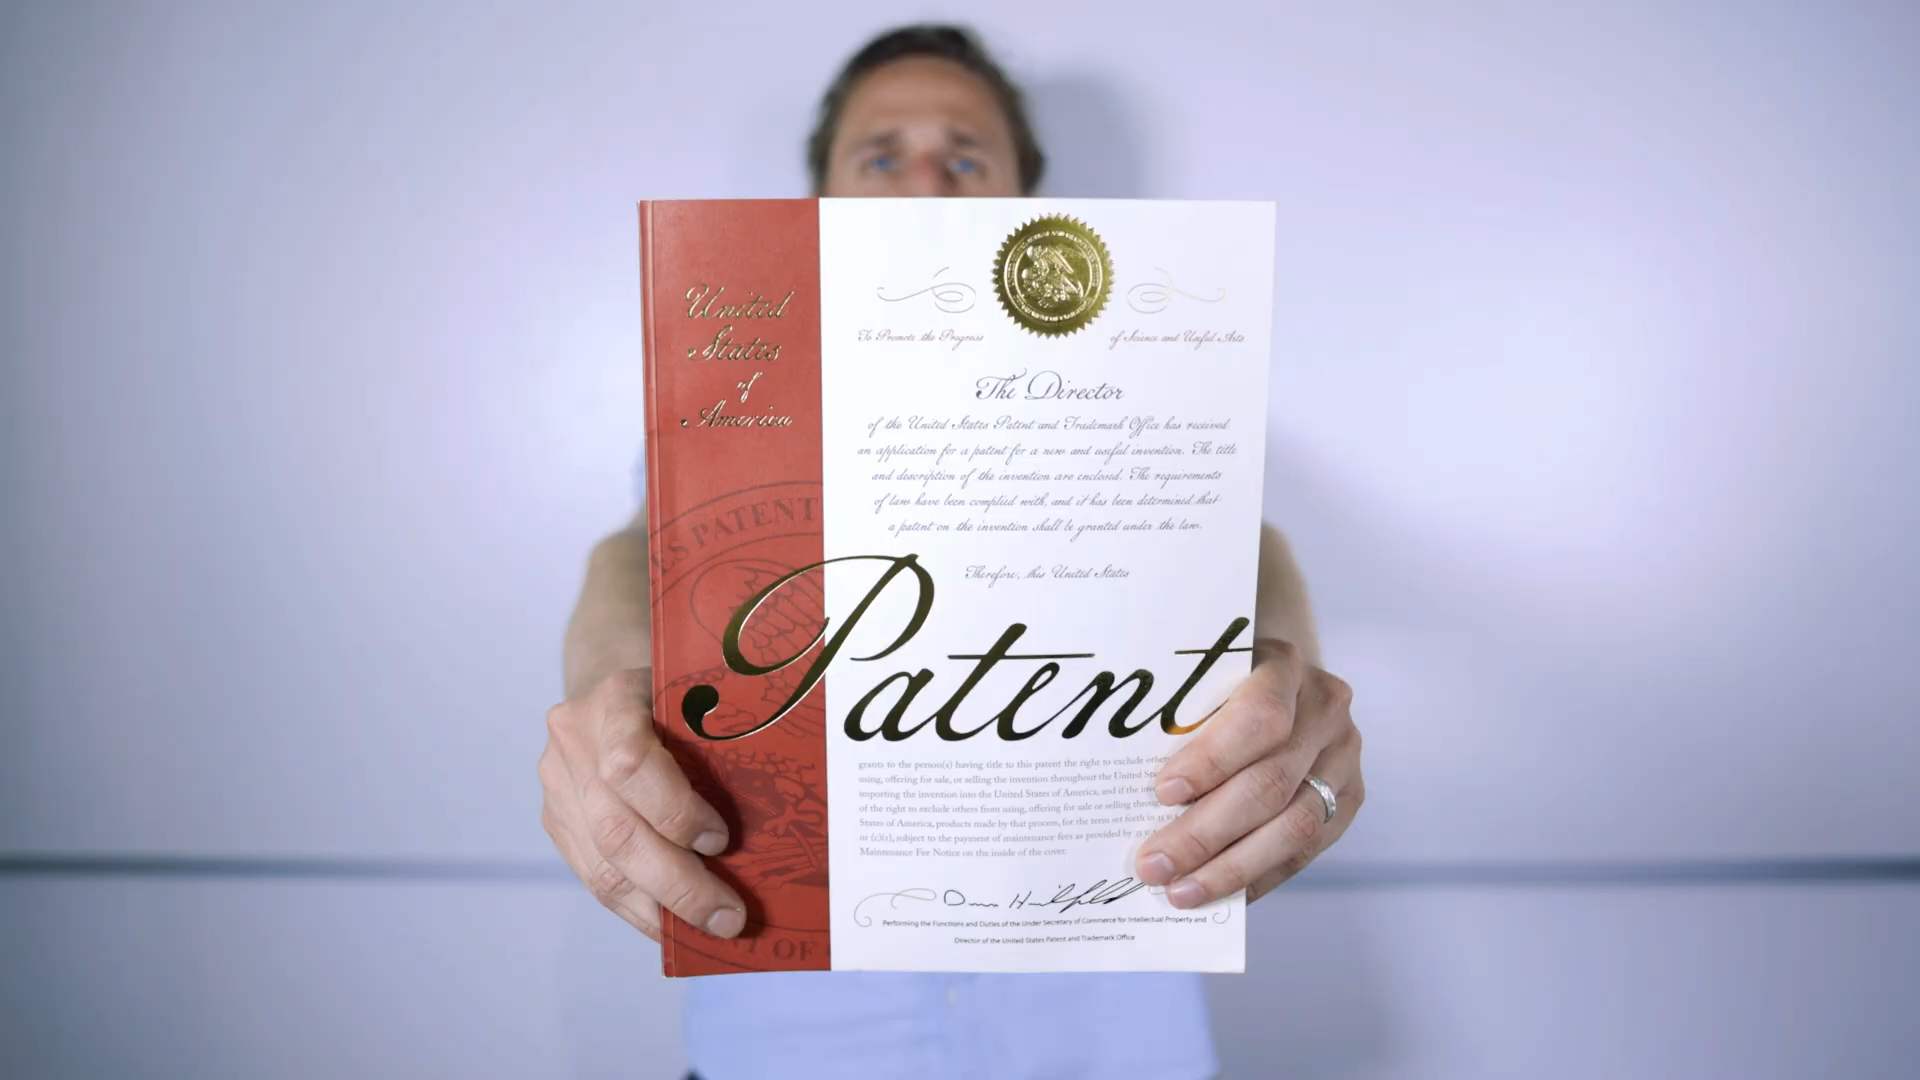 United
States
of
America
To Promote the Progress
of Science and Useful Arts
The Director
of the United States Patent and Trademark Office has received
an application for a patent for a new and useful invention. The title
and description of the invention are enclosed. The requirements
of law have been complied with, and it has been determined that
a patent on the invention shall be granted under the law.
Therefore, this United States
ES PATENT
Patent
grants to the person(s) having title to this patent the right to exclude
using, offering for sale, or selling the invention throughout the United
importing the invention into the United States of America, and if the
of the right to exclude others from using, offering for sale or selling
States of America, products made by that process, for the term set forth in
or (c)(1), subject to the payment of maintenance fees as provided by
Maintenance Fee Notice on the inside of the cover.
Performing the Functions and Duties of the Under Secretary of Commerce for Intellectual Property and
Director of the United States Patent and Trademark Office
OF